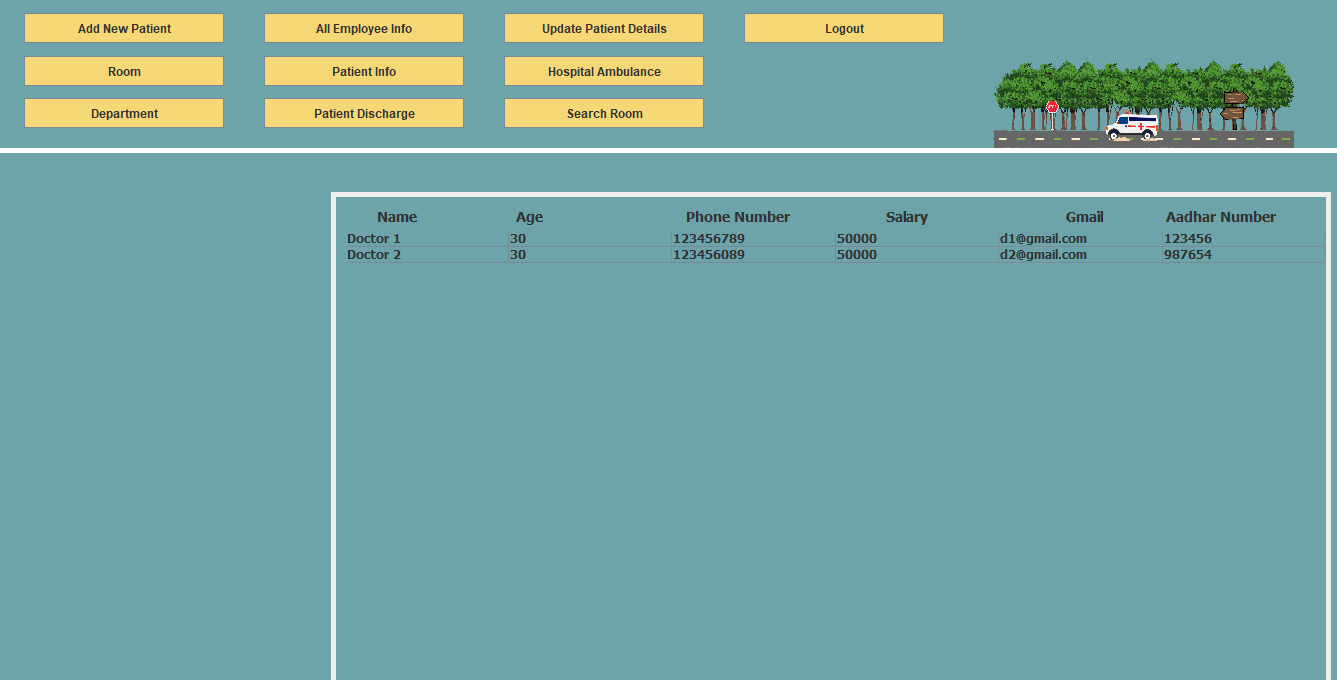 Add New Patient All Employee Info Update Patient Details Logout
Room Patient Info Hospital Ambulance
Department Patient Discharge Search Room
Name Age Phone Number Salary Gmail Aadhar Number
Doctor 1 30 123456789 50000 d1@gmail.com 123456
Doctor 2 30 123456089 50000 d2@gmail.com 987654